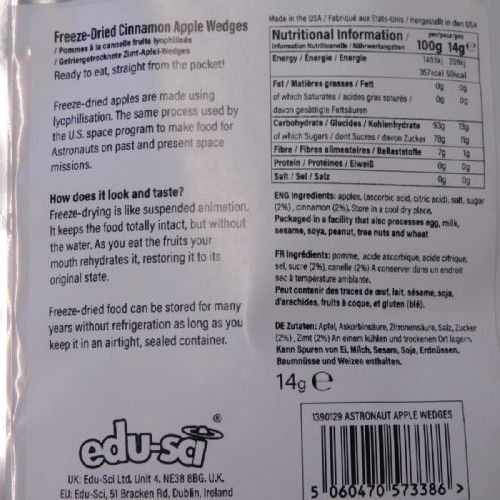 Freeze-Dried Cinnamon Apple Wedges
/ Pommes à la cannelle fruits lyophilisés
/ Getriergetrocknete Zimt-Apfel-Wedges
Ready to eat, straight from the packet!
Freeze-dried apples are made using
lyophilisation. The same process used by
the U.S. space program to make food for
Astronauts on past and present space
missions.
How does it look and taste?
Freeze-drying is like suspended animation.
It keeps the food totally intact, but without
the water. As you eat the fruits your
mouth rehydrates it, restoring it to its
original state.
Freeze-dried food can be stored for many
years without refrigeration as long as you
keep it in an airtight, sealed container.
edu-sci®
UK: Edu-Sci Ltd. Unit 4. NE38 8BG. U.K.
EU: Edu-Sci, 51 Bracken Rd, Dublin, Ireland
Made in the USA / Fabriqué aux États-Unis / hergestellt in den USA
Nutritional Information / per/pour/pro
Information Nutritionelle / Nährwertangaben 100g 14g
Energy / Énergie / Energie 1493kj 209kj
357kcal 50kcal
Fat / Matières grasses / Fett 0g 0g
of which Saturates / acides gras saturés / 0g 0g
davon gesättigte Fettsäuren
Carbohydrate / Glucides / Kohlenhydrate 93g 13g
of which Sugars / dont Sucres / davon Zucker 78g 11g
Fibre / Fibres alimentaires / Ballaststoffe 7g 1g
Protein / Protéines / Eiweiß 0g 0g
Salt / Sel / Salz 0g 0g
ENG Ingredients: apples, (ascorbic acid, citric acid), salt, sugar
(2%), cinnamon (2%). Store in a cool dry place.
Packaged in a facility that also processes egg, milk,
sesame, soya, peanut, tree nuts and wheat
FR Ingrédients: pomme, acide ascorbique, acide citrique,
sel, sucre (2%), canelle (2%) A conserver dans un endroit
sec à température ambiante.
Peut contenir des traces de œuf, lait, sésame, soja,
d'arachides, fruits à coque, et gluten (blé).
DE Zutaten: Apfel, Askorbinsäure, Zitronensäure, Salz, Zucker
(2%), Zimt (2%) An einem kühlen und trockenen Ort lagern.
Kann Spuren von Ei, Milch, Sesam, Soja, Erdnüssen,
Baumnüsse und Weizen enthalten.
14g ℮
1390129 ASTRONAUT APPLE WEDGES
5 060470 573386 >